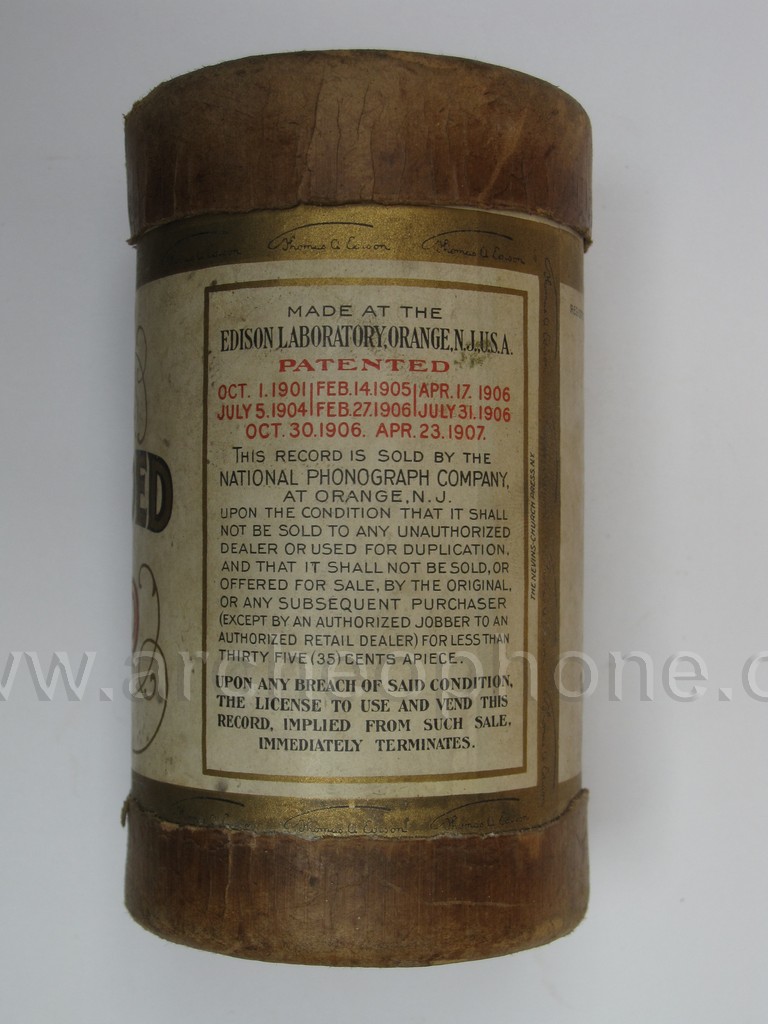 Thomas A Edison Thomas A Edison
MADE AT THE
EDISON LABORATORY, ORANGE, N.J., U.S.A.
PATENTED
OCT. 1. 1901 FEB. 14. 1905 APR. 17. 1906
JULY 5. 1904 FEB. 27. 1906 JULY 31. 1906
OCT. 30. 1906. APR. 23. 1907.
THIS RECORD IS SOLD BY THE
NATIONAL PHONOGRAPH COMPANY,
AT ORANGE, N.J.
UPON THE CONDITION THAT IT SHALL
NOT BE SOLD TO ANY UNAUTHORIZED
DEALER OR USED FOR DUPLICATION,
AND THAT IT SHALL NOT BE SOLD, OR
OFFERED FOR SALE, BY THE ORIGINAL,
OR ANY SUBSEQUENT PURCHASER
(EXCEPT BY AN AUTHORIZED JOBBER TO AN
AUTHORIZED RETAIL DEALER) FOR LESS THAN
THIRTY FIVE (35) CENTS APIECE.
UPON ANY BREACH OF SAID CONDITION,
THE LICENSE TO USE AND VEND THIS
RECORD, IMPLIED FROM SUCH SALE,
IMMEDIATELY TERMINATES.
THE NEVINS-CHURCH PRESS N.Y.
ED
www.archeophone.o
Thomas A Edison Thomas A Edison